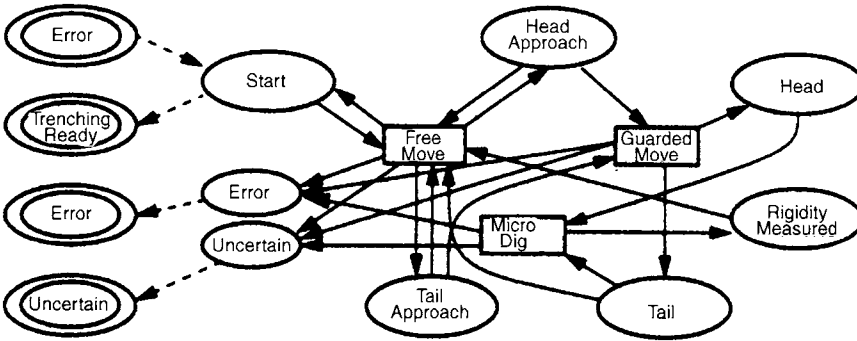 Error
Start
Head
Approach
Head
Trenching
Ready
Free
Move
Guarded
Move
Error
Error
Uncertain
Micro
Dig
Rigidity
Measured
Uncertain
Tail
Approach
Tail